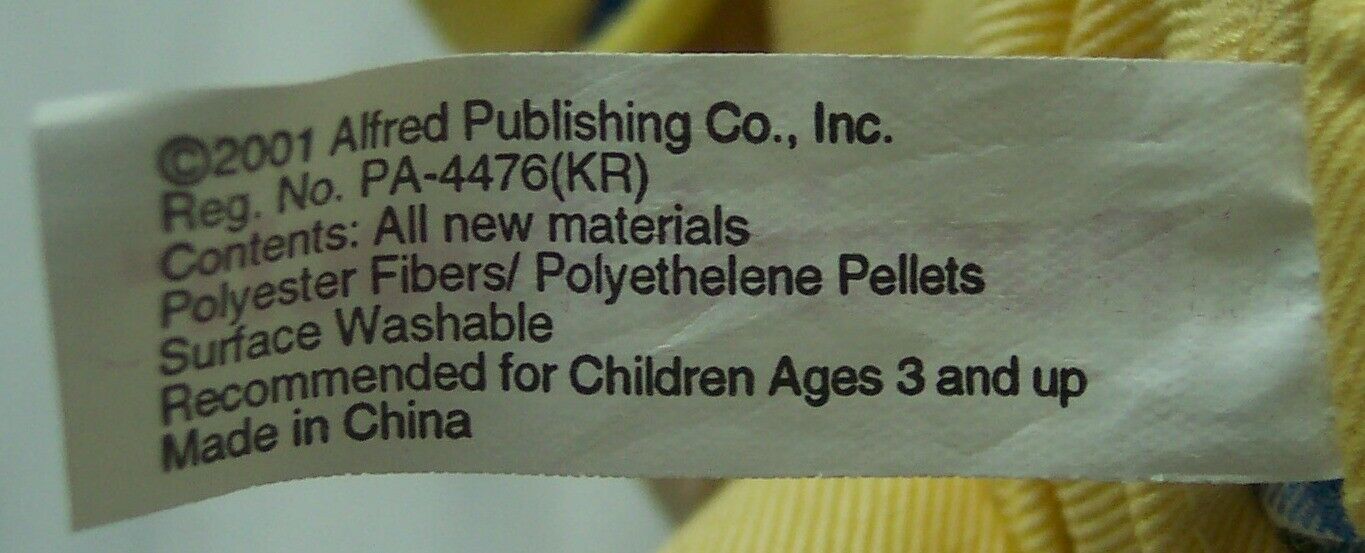 ©2001 Alfred Publishing Co., Inc.
Reg. No. PA-4476(KR)
Contents: All new materials
Polyester Fibers/ Polyethelene Pellets
Surface Washable
Recommended for Children Ages 3 and up
Made in China